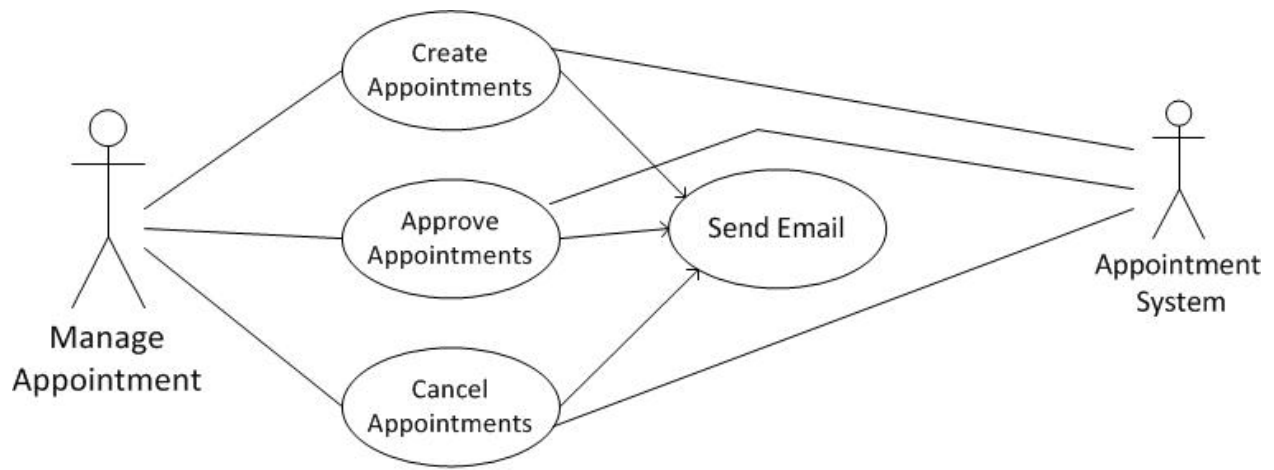 Create
Appointments
Approve
Appointments
Send Email
Cancel
Appointments
Manage
Appointment
Appointment
System